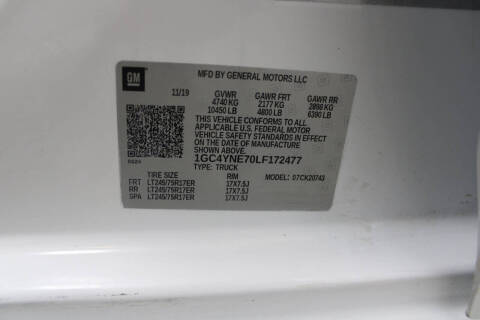 GM
MFD BY GENERAL MOTORS LLC
11/19 GVWR GAWR FRT GAWR RR
4740 KG 2177 KG 2898 KG
10450 LB 4800 LB 6390 LB
THIS VEHICLE CONFORMS TO ALL
APPLICABLE U.S. FEDERAL MOTOR
VEHICLE SAFETY STANDARDS IN EFFECT
ON THE DATE OF MANUFACTURE SHOWN ABOVE.
1GC4YNE70LF172477
TYPE: TRUCK
TIRE SIZE RIM MODEL: 07CK20743
FRT LT245/75R17ER 17X7.5J
RR LT245/75R17ER 17X7.5J
SPA LT245/75R17ER 17X7.5J